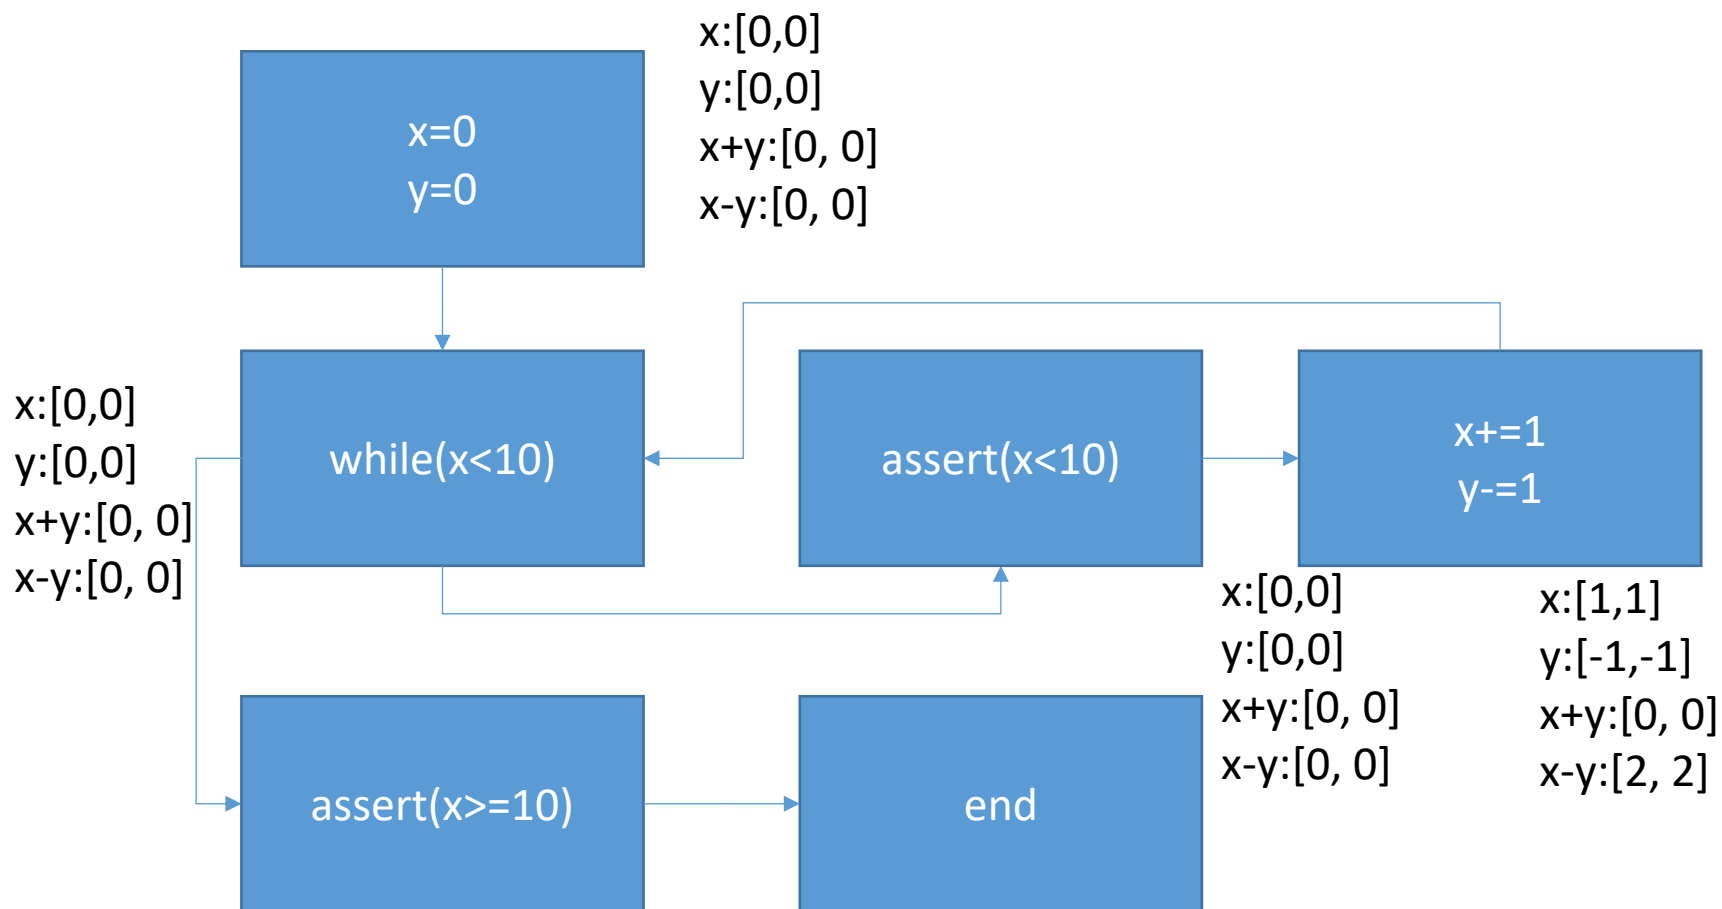 x=0
y=0
x:[0,0]
y:[0,0]
x+y:[0, 0]
x-y:[0, 0]
x:[0,0]
y:[0,0]
x+y:[0, 0]
x-y:[0, 0]
while(x<10)
assert(x<10)
x+=1
y-=1
x:[0,0]
y:[0,0]
x+y:[0, 0]
x-y:[0, 0]
x:[1,1]
y:[-1,-1]
x+y:[0, 0]
x-y:[2, 2]
assert(x>=10)
end